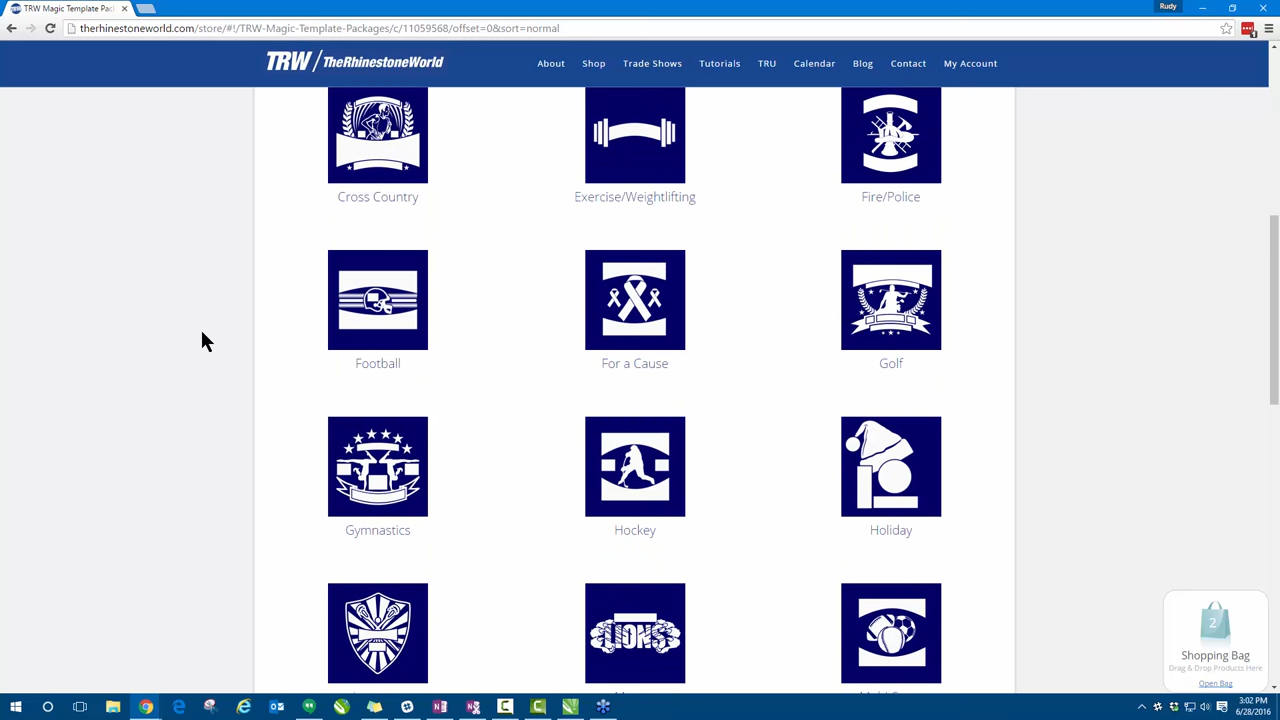 TRW Magic Template Pac
Rudy
therhinestoneworld.com/store/#!/TRW-Magic-Template-Packages/c/11059568/offset=0&sort=normal
TRW / TheRhinestoneWorld
About Shop Trade Shows Tutorials TRU Calendar Blog Contact My Account
Cross Country Exercise/Weightlifting Fire/Police
Football For a Cause Golf
Gymnastics Hockey Holiday
LIONS
2
Shopping Bag
Drag & Drop Products Here
Open Bag
3:02 PM
6/28/2016